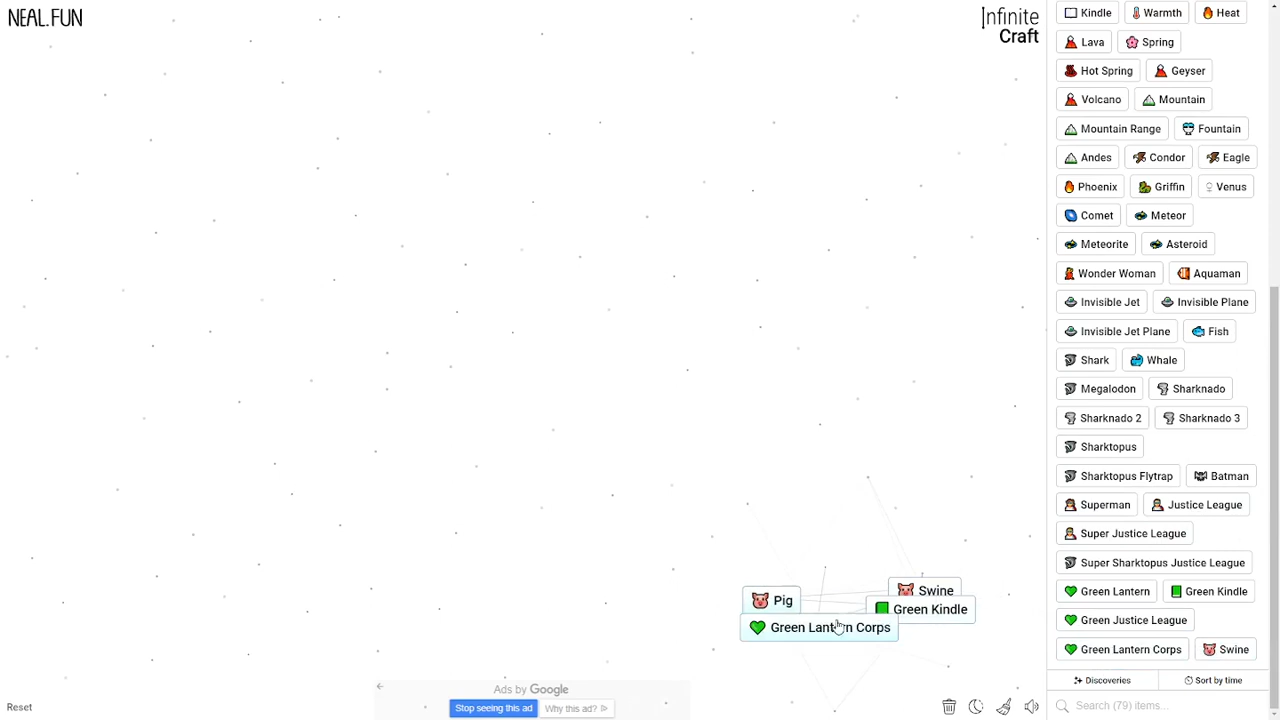 NEAL.FUN
Infinite
Craft
Kindle
Warmth
Heat
Lava
Spring
Hot Spring
Geyser
Volcano
Mountain
Mountain Range
Fountain
Andes
Condor
Eagle
Phoenix
Griffin
Venus
Comet
Meteor
Meteorite
Asteroid
Wonder Woman
Aquaman
Invisible Jet
Invisible Plane
Invisible Jet Plane
Fish
Shark
Whale
Megalodon
Sharknado
Sharknado 2
Sharknado 3
Sharktopus
Sharktopus Flytrap
Batman
Superman
Justice League
Super Justice League
Super Sharktopus Justice League
Green Lantern
Green Kindle
Green Justice League
Green Lantern Corps
Swine
Pig
Swine
Green Kindle
Green Lantern Corps
Discoveries
Sort by time
Search (79) items...
Ads by Google
Stop seeing this ad
Why this ad?
Reset